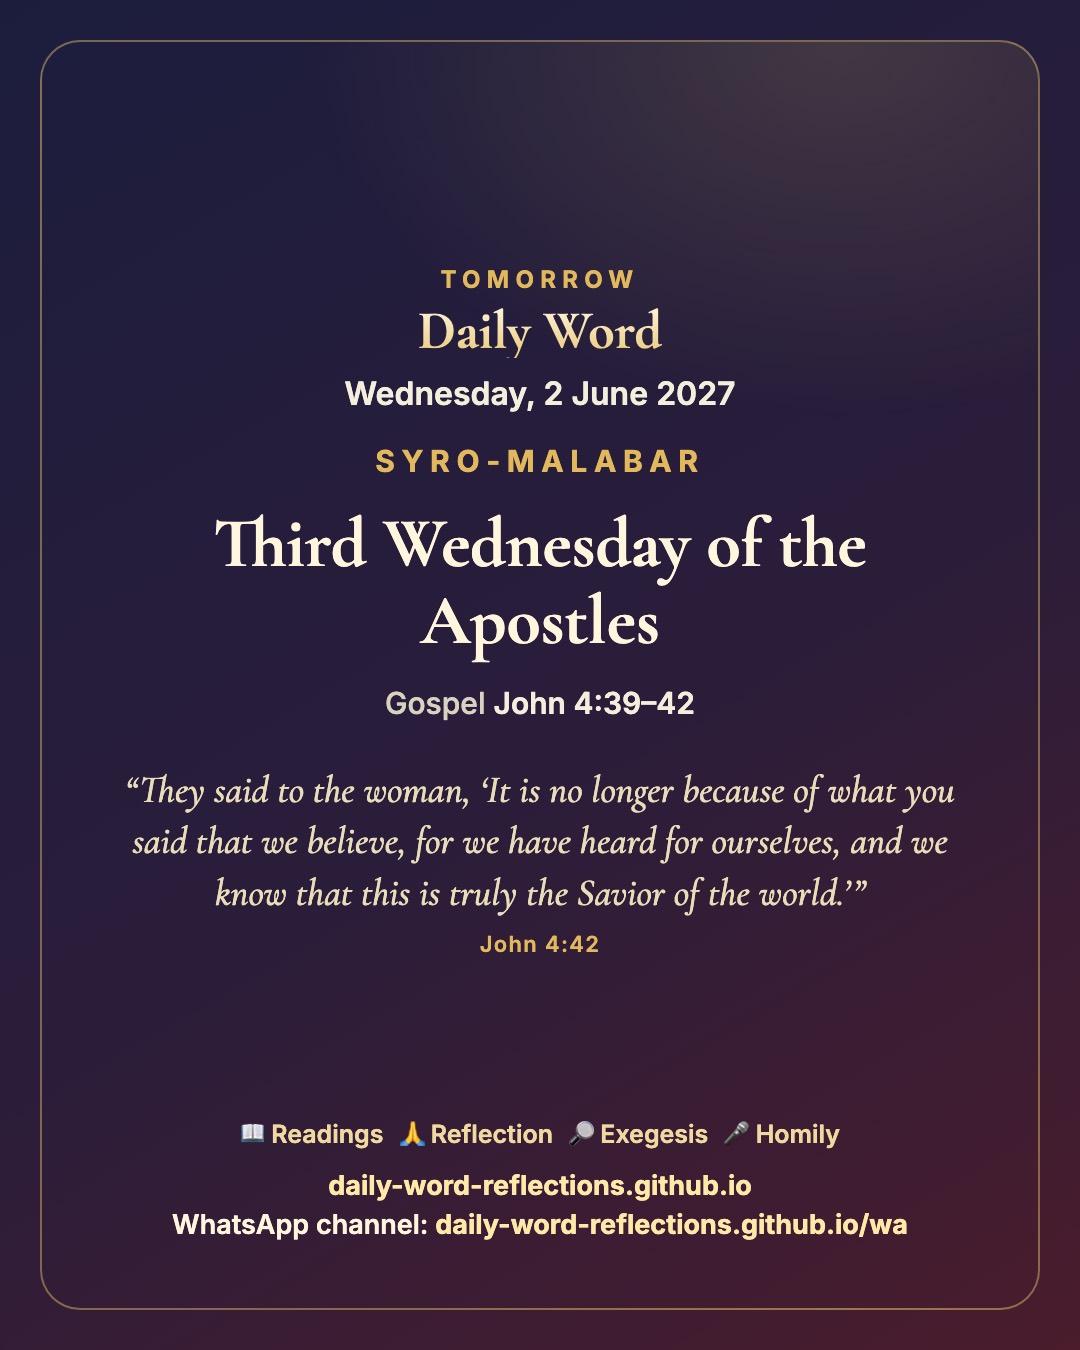 TOMORROW
Daily Word
Wednesday, 2 June 2027
SYRO-MALABAR
Third Wednesday of the
Apostles
Gospel John 4:39–42
“They said to the woman, ‘It is no longer because of what you
said that we believe, for we have heard for ourselves, and we
know that this is truly the Savior of the world.’”
John 4:42
📖 Readings 🙏 Reflection 🔎 Exegesis 🎤 Homily
daily-word-reflections.github.io
WhatsApp channel: daily-word-reflections.github.io/wa